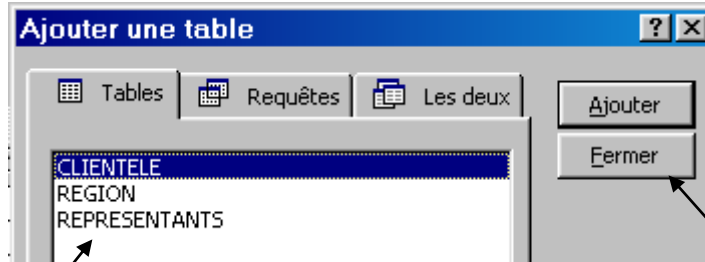 Ajouter une table
Tables Requêtes Les deux
Ajouter
Fermer
CLIENTELE
REGION
REPRESENTANTS